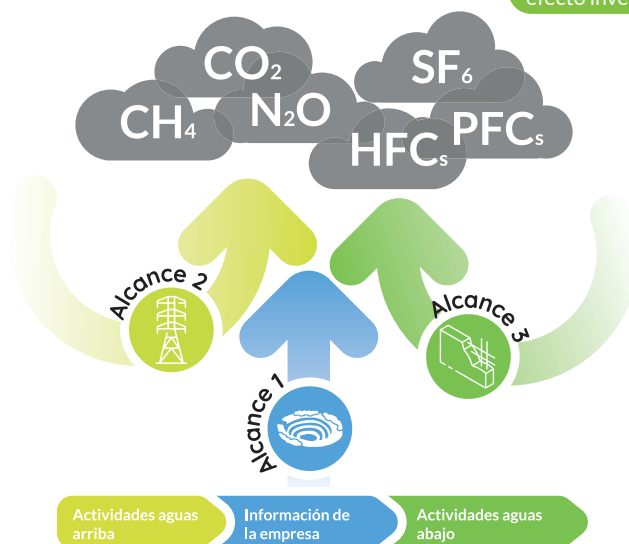 CO₂
SF₆
CH₄
N₂O
HFCs
PFCs
Alcance 2
Alcance 3
Alcance 1
Actividades aguas
arriba
Información de
la empresa
Actividades aguas
abajo